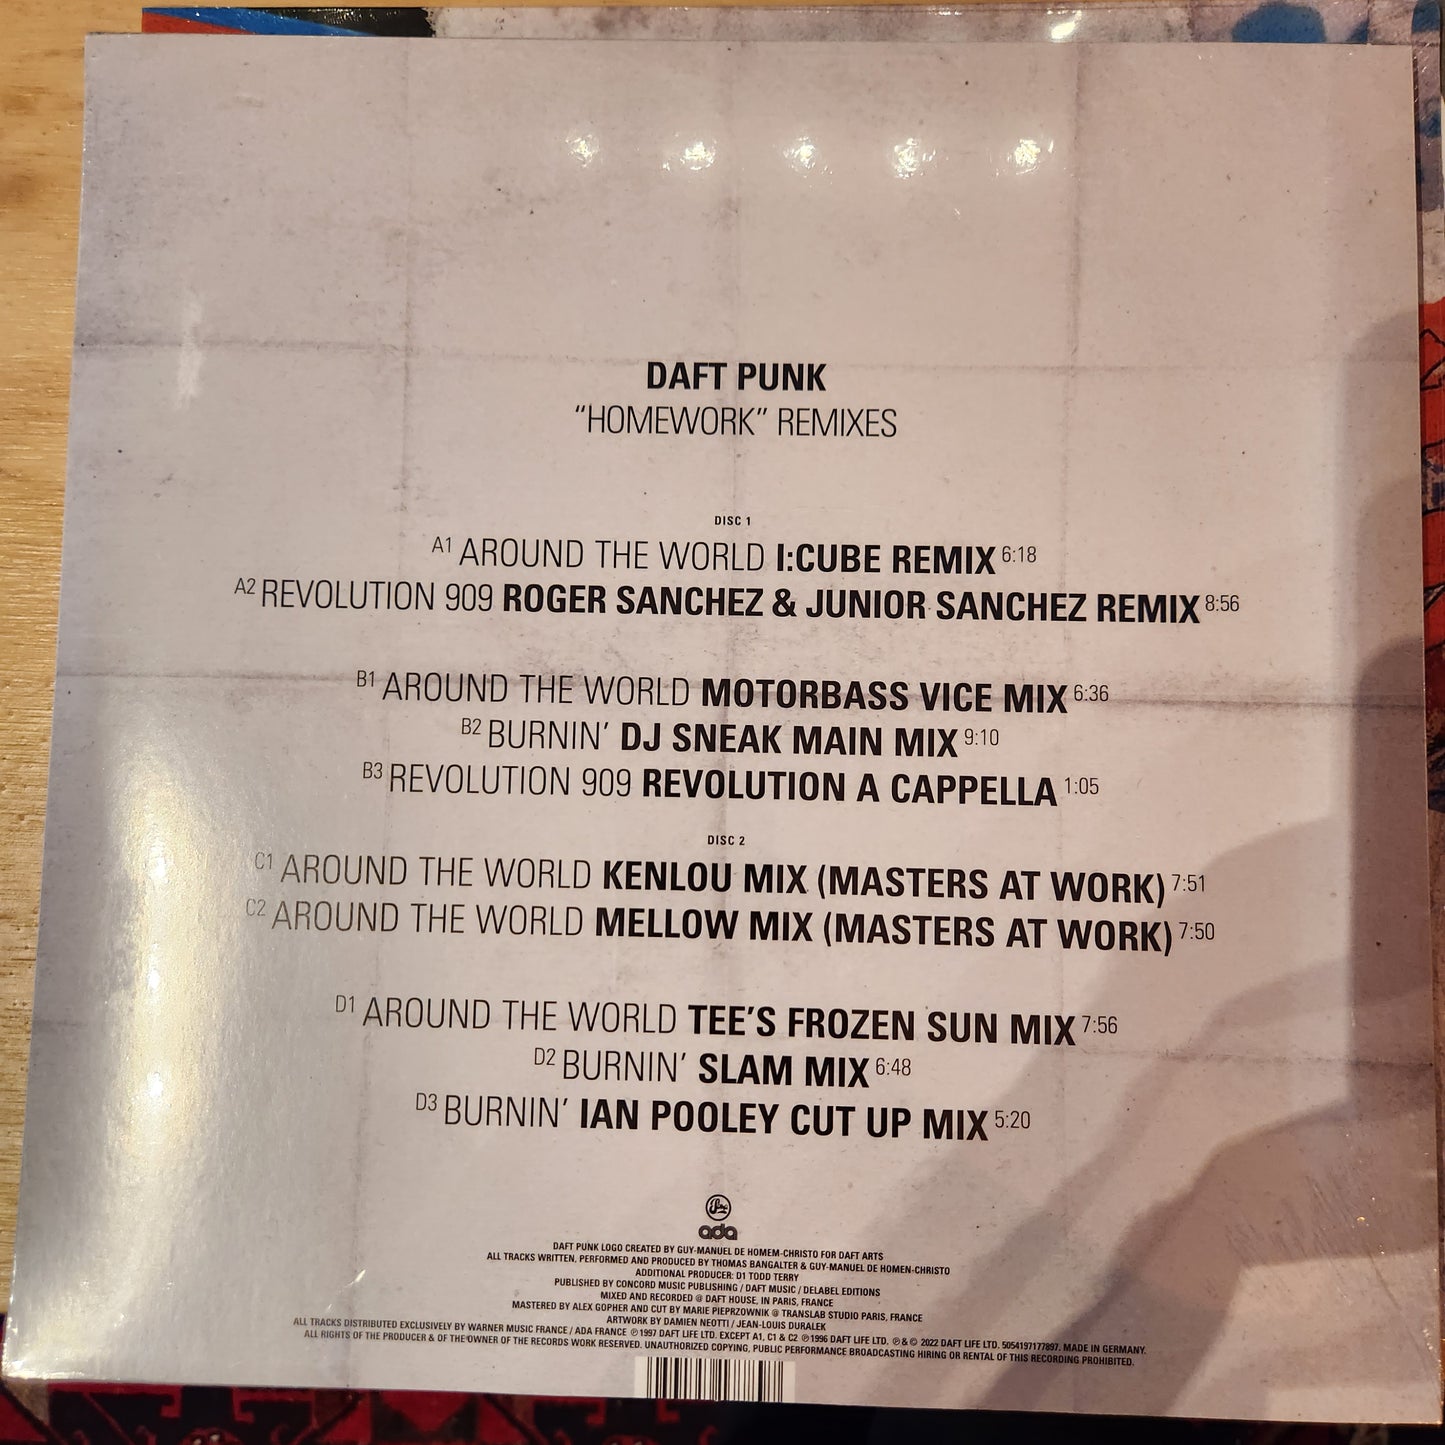 DAFT PUNK
“HOMEWORK” REMIXES
DISC 1
A1 AROUND THE WORLD I:CUBE REMIX 6:18
A2 REVOLUTION 909 ROGER SANCHEZ & JUNIOR SANCHEZ REMIX 8:56
B1 AROUND THE WORLD MOTORBASS VICE MIX 6:36
B2 BURNIN’ DJ SNEAK MAIN MIX 9:10
B3 REVOLUTION 909 REVOLUTION A CAPPELLA 1:05
DISC 2
C1 AROUND THE WORLD KENLOU MIX (MASTERS AT WORK) 7:51
C2 AROUND THE WORLD MELLOW MIX (MASTERS AT WORK) 7:50
D1 AROUND THE WORLD TEE’S FROZEN SUN MIX 7:56
D2 BURNIN’ SLAM MIX 6:48
D3 BURNIN’ IAN POOLEY CUT UP MIX 5:20
ada
DAFT PUNK LOGO CREATED BY GUY-MANUEL DE HOMEM-CHRISTO FOR DAFT ARTS
ALL TRACKS WRITTEN, PERFORMED AND PRODUCED BY THOMAS BANGALTER & GUY-MANUEL DE HOMEN-CHRISTO
ADDITIONAL PRODUCER: D1 TODD TERRY
PUBLISHED BY CONCORD MUSIC PUBLISHING / DAFT MUSIC / DELABEL EDITIONS
MIXED AND RECORDED @ DAFT HOUSE, IN PARIS, FRANCE
MASTERED BY ALEX GOPHER AND CUT BY MARIE PIEPRZOWNIK @ TRANSLAB STUDIO PARIS, FRANCE
ARTWORK BY DAMIEN NEOTTI / JEAN-LOUIS DURALEK
ALL TRACKS DISTRIBUTED EXCLUSIVELY BY WARNER MUSIC FRANCE / ADA FRANCE ℗ 1997 DAFT LIFE LTD. EXCEPT A1, C1 & C2 ℗ 1996 DAFT LIFE LTD. ℗ & © 2022 DAFT LIFE LTD. 5054197177897. MADE IN GERMANY.
ALL RIGHTS OF THE PRODUCER & OF THE OWNER OF THE RECORDS WORK RESERVED. UNAUTHORIZED COPYING, PUBLIC PERFORMANCE BROADCASTING HIRING OR RENTAL OF THIS RECORDING PROHIBITED.